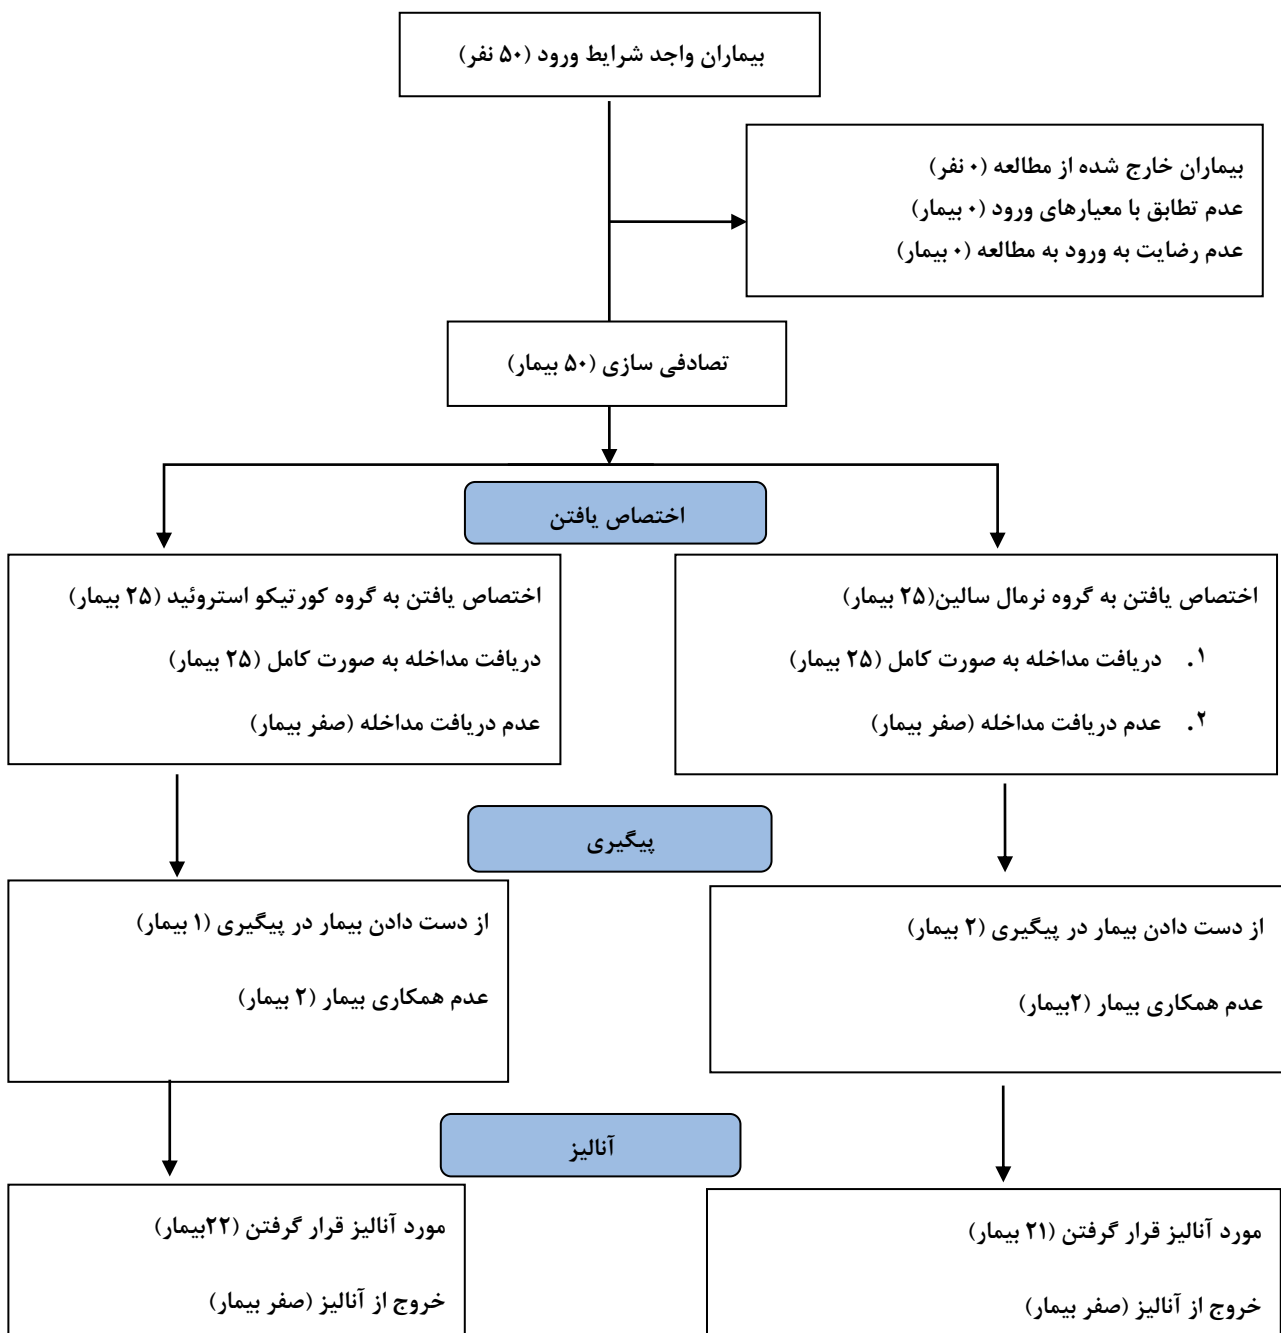 بیماران واجد شرایط ورود (۵۰ نفر)
بیماران خارج شده از مطالعه (۰ نفر)
عدم تطابق با معیارهای ورود (۰ بیمار)
عدم رضایت به ورود به مطالعه (۰ بیمار)
تصادفی سازی (۵۰ بیمار)
اختصاص یافتن
اختصاص یافتن به گروه نرمال سالین(۲۵ بیمار)
۱. دریافت مداخله به صورت کامل (۲۵ بیمار)
۲. عدم دریافت مداخله (صفر بیمار)
اختصاص یافتن به گروه کورتیکو استروئید (۲۵ بیمار)
دریافت مداخله به صورت کامل (۲۵ بیمار)
عدم دریافت مداخله (صفر بیمار)
پیگیری
از دست دادن بیمار در پیگیری (۲ بیمار)
عدم همکاری بیمار (۲بیمار)
از دست دادن بیمار در پیگیری (۱ بیمار)
عدم همکاری بیمار (۲ بیمار)
آنالیز
مورد آنالیز قرار گرفتن (۲۱ بیمار)
خروج از آنالیز (صفر بیمار)
مورد آنالیز قرار گرفتن (۲۲بیمار)
خروج از آنالیز (صفر بیمار)